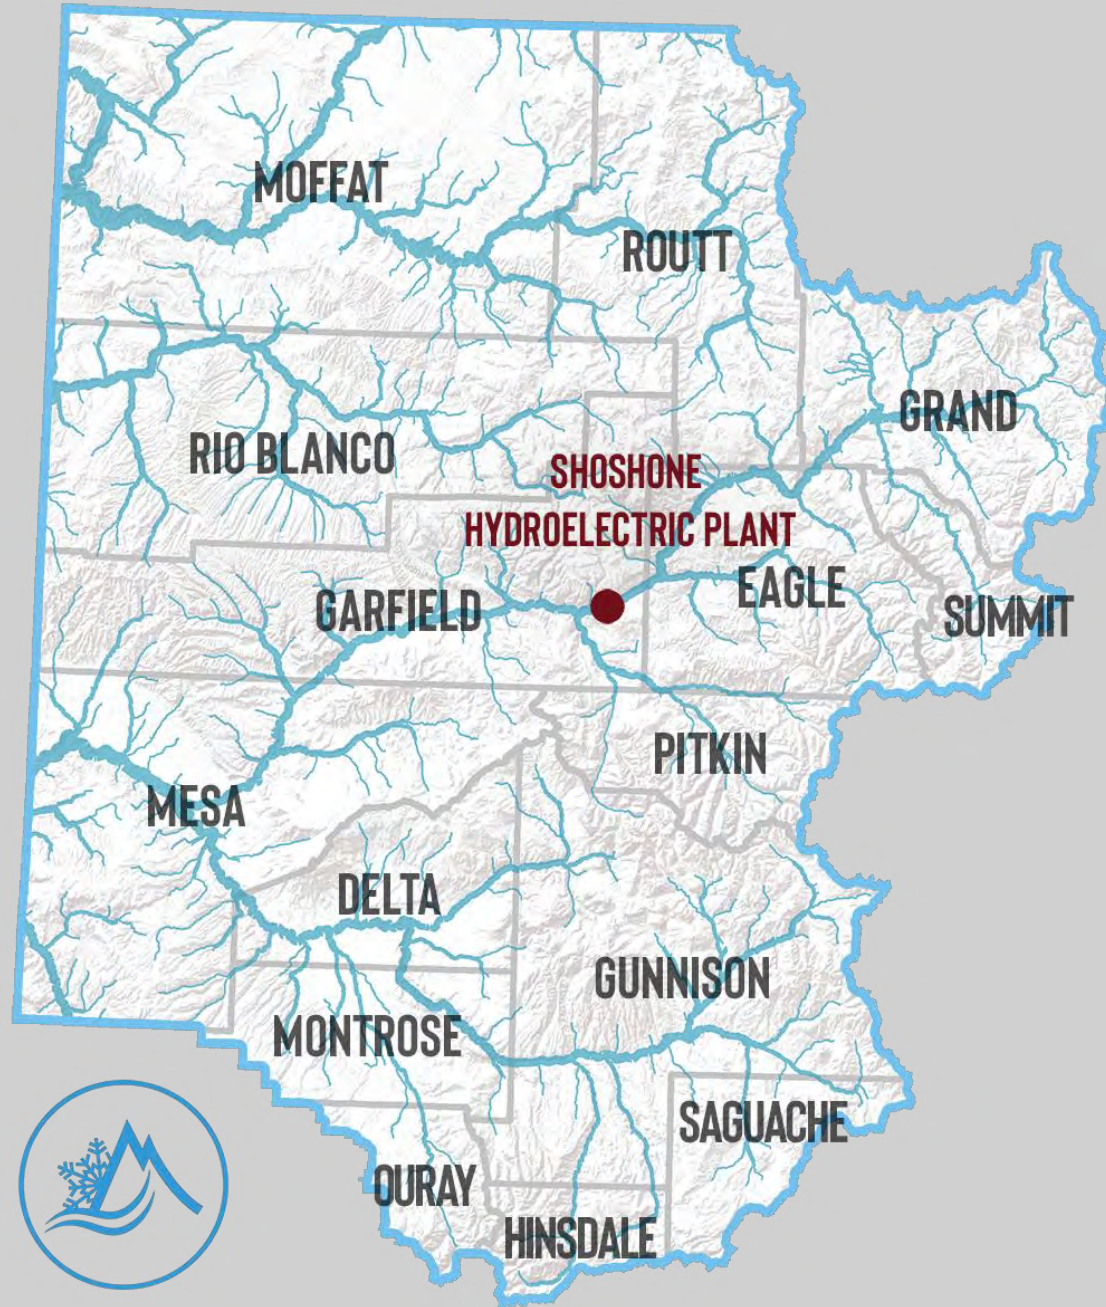 MOFFAT
ROUTT
GRAND
RIO BLANCO
SHOSHONE
HYDROELECTRIC PLANT
EAGLE
GARFIELD
SUMMIT
PITKIN
MESA
DELTA
GUNNISON
MONTROSE
SAGUACHE
OURAY
HINSDALE